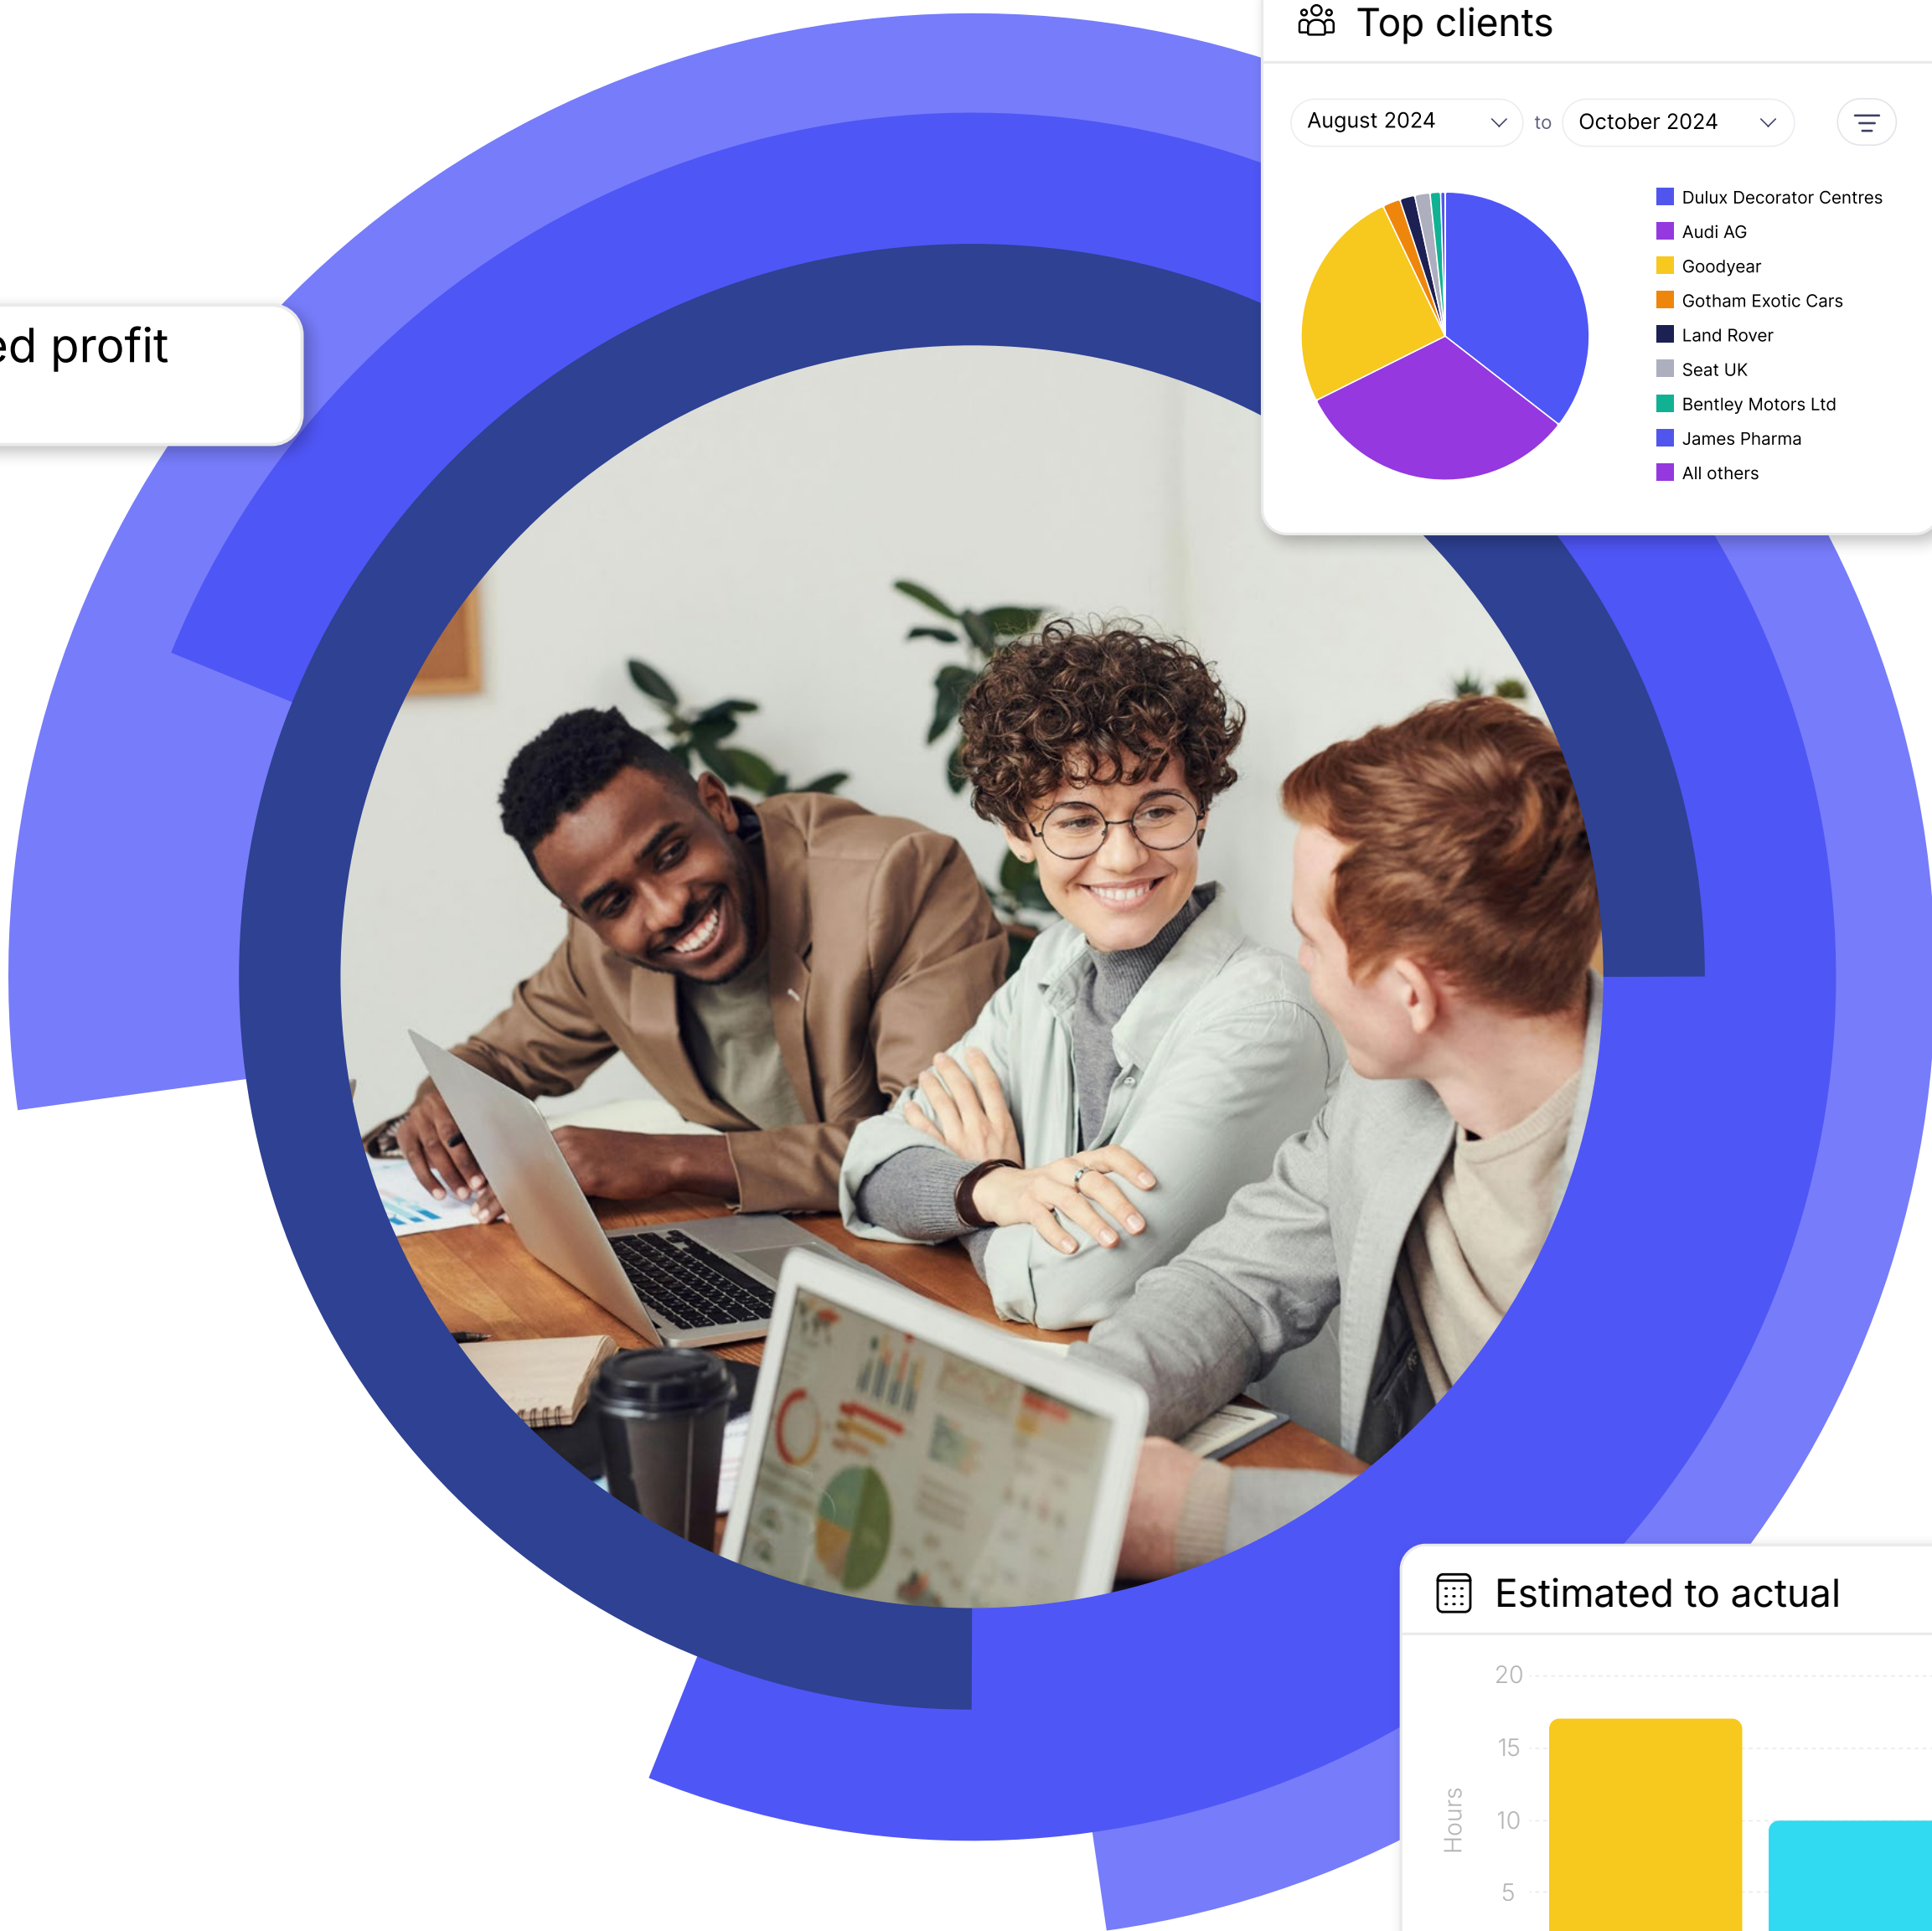 Top clients
August 2024 to October 2024
Dulux Decorator Centres
Audi AG
Goodyear
Gotham Exotic Cars
Land Rover
Seat UK
Bentley Motors Ltd
James Pharma
All others
ed profit
Estimated to actual
20
15
10
5
Hours